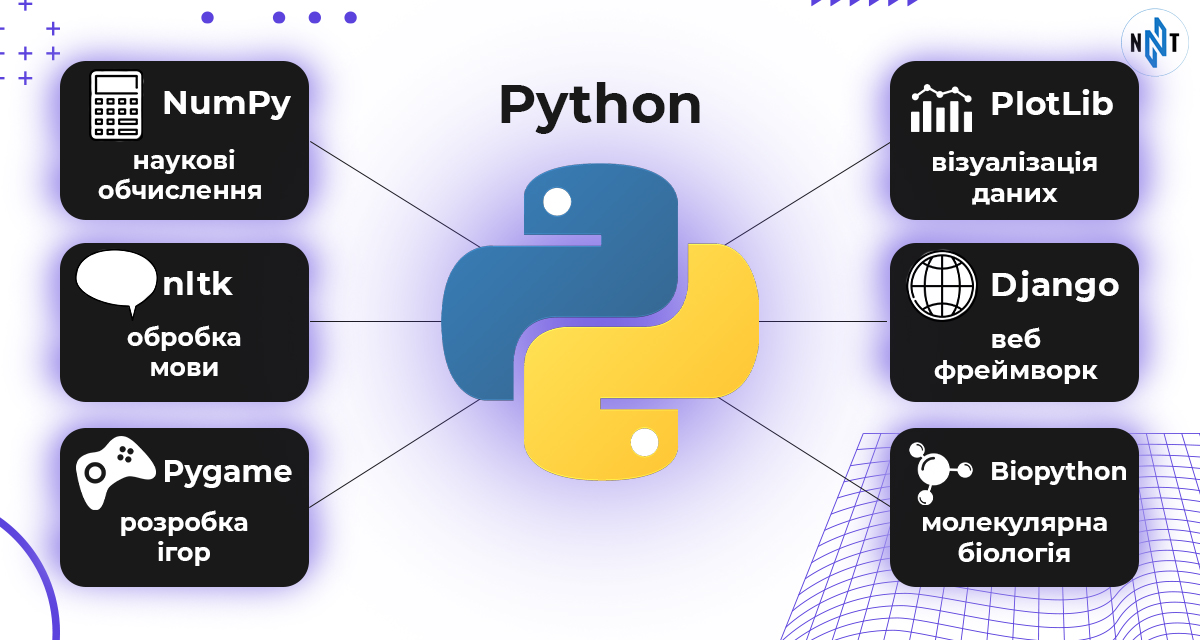 Python
NumPy
наукові
обчислення
nltk
обробка
мови
Pygame
розробка
ігор
PlotLib
візуалізація
даних
Django
веб
фреймворк
Biopython
молекулярна
біологія
NNT